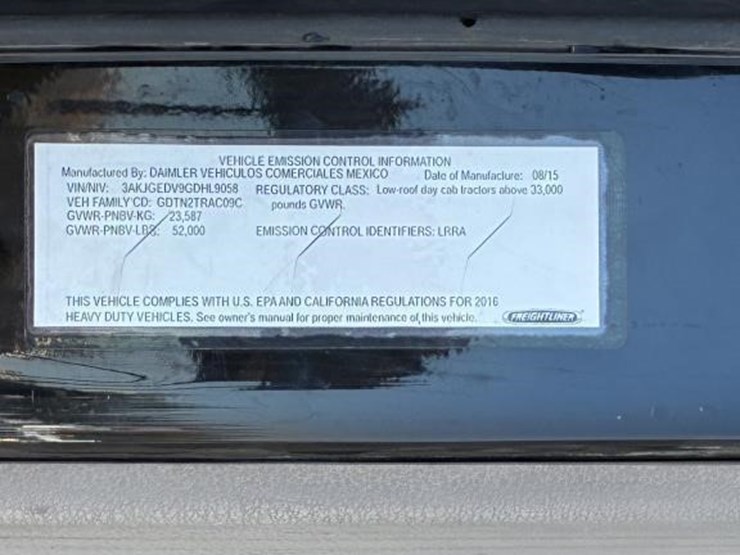 VEHICLE EMISSION CONTROL INFORMATION
Manufactured By: DAIMLER VEHICULOS COMERCIALES MEXICO Date of Manufacture: 08/15
VIN/NIV: 3AKJGEDV9GDHL9058 REGULATORY CLASS: Low-roof day cab tractors above 33,000
VEH FAMILY CD: GDTN2TRAC09C pounds GVWR.
GVWR-PNBV-KG: 23,587
GVWR-PNBV-LBS: 52,000 EMISSION CONTROL IDENTIFIERS: LRRA
THIS VEHICLE COMPLIES WITH U.S. EPA AND CALIFORNIA REGULATIONS FOR 2016
HEAVY DUTY VEHICLES. See owner's manual for proper maintenance of this vehicle. FREIGHTLINER